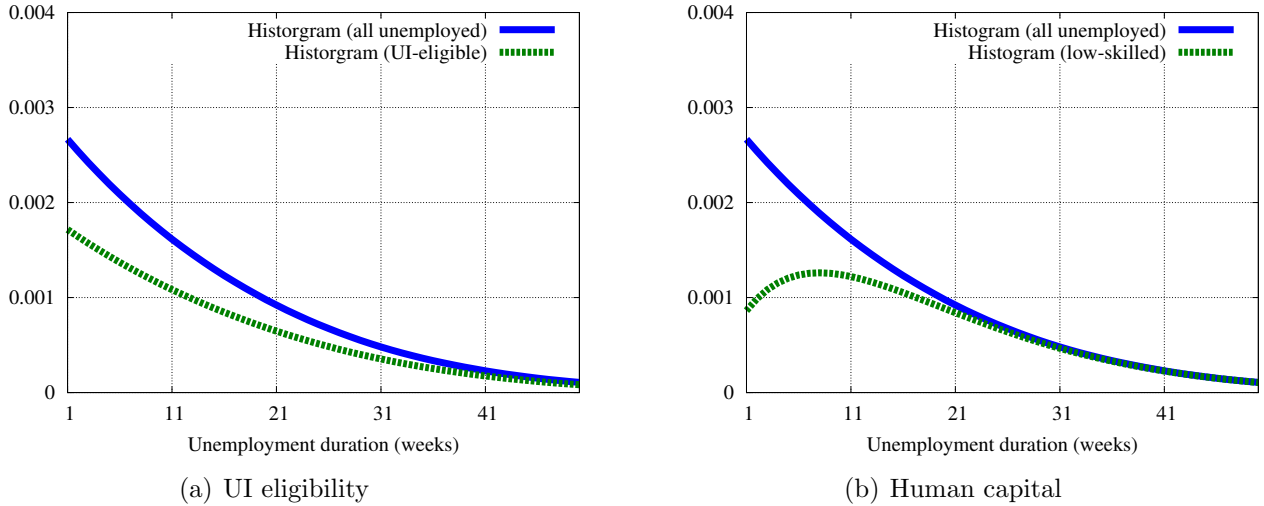 0.004
0.003
0.002
0.001
0
Historgram (all unemployed)
Historgram (UI-eligible)
1 11 21 31 41
Unemployment duration (weeks)
(a) UI eligibility
0.004
0.003
0.002
0.001
0
Histogram (all unemployed)
Histogram (low-skilled)
1 11 21 31 41
Unemployment duration (weeks)
(b) Human capital